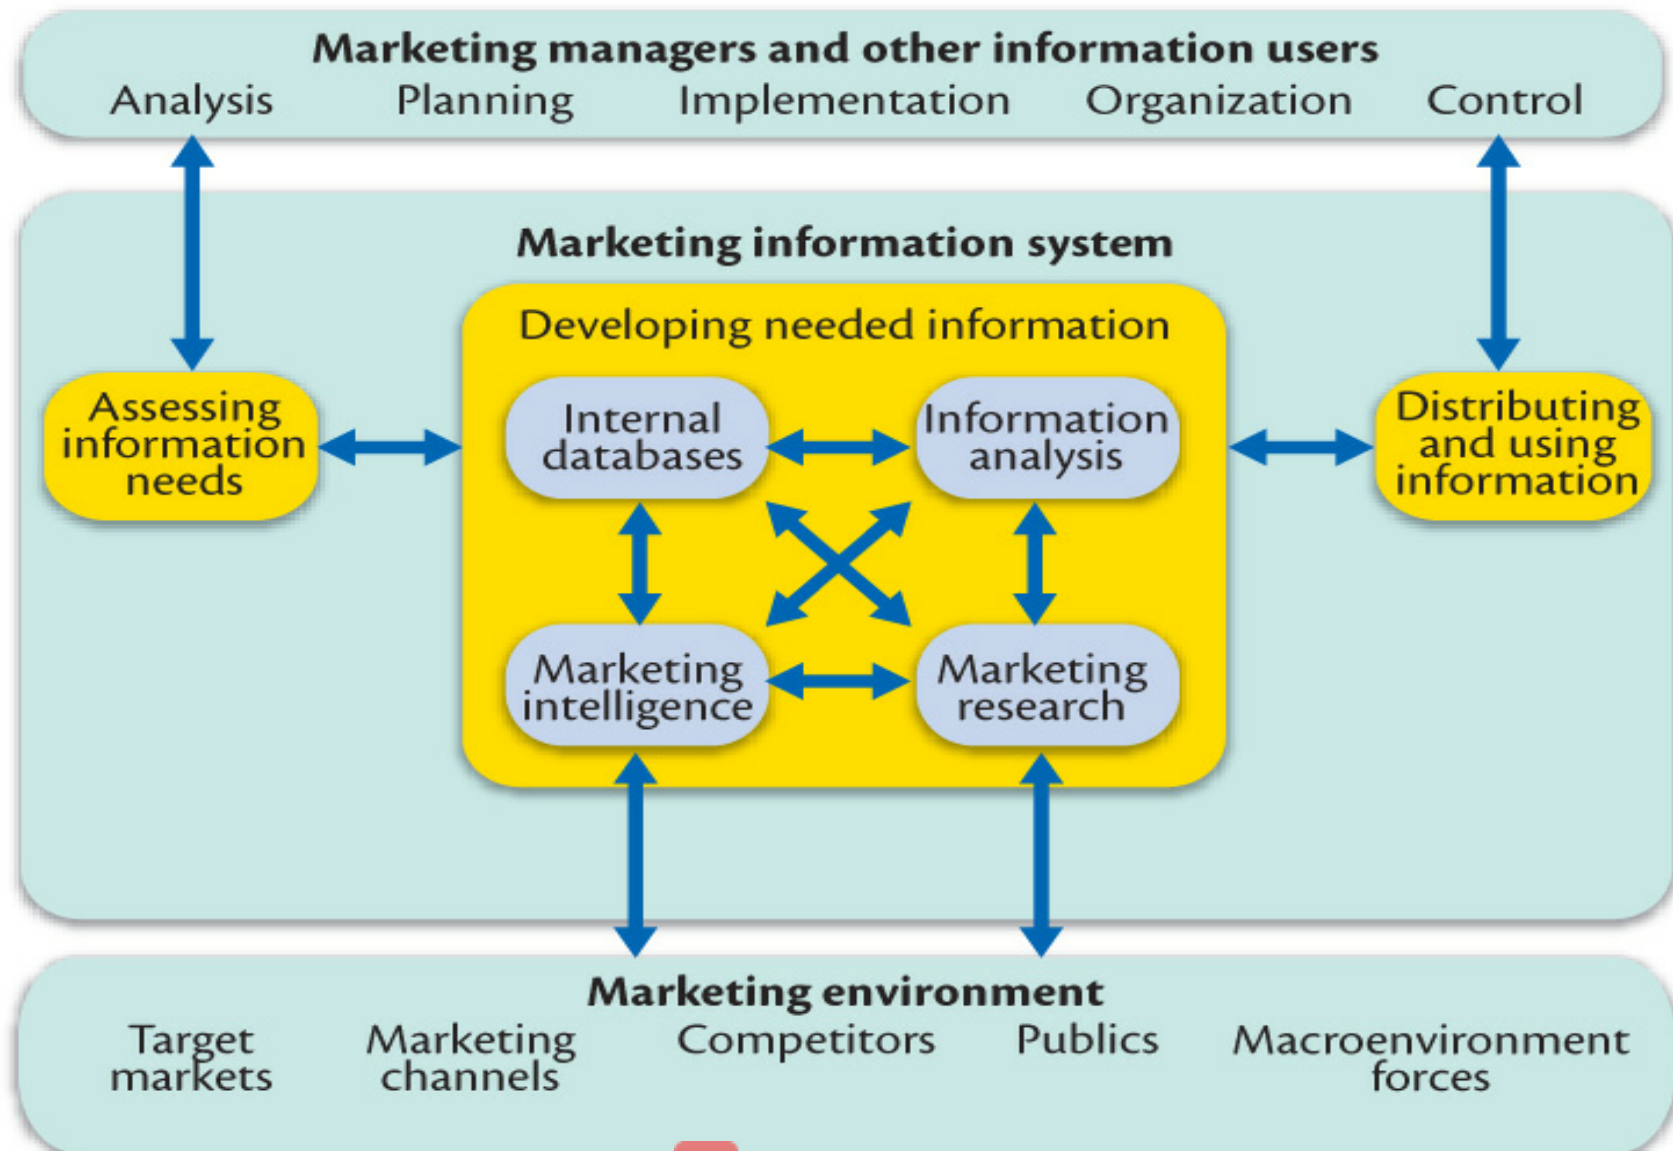 Marketing managers and other information users
Analysis Planning Implementation Organization Control
Marketing information system
Developing needed information
Assessing
information
needs
Internal
databases
Information
analysis
Distributing
and using
information
Marketing
intelligence
Marketing
research
Marketing environment
Target
markets
Marketing
channels
Competitors
Publics
Macroenvironment
forces